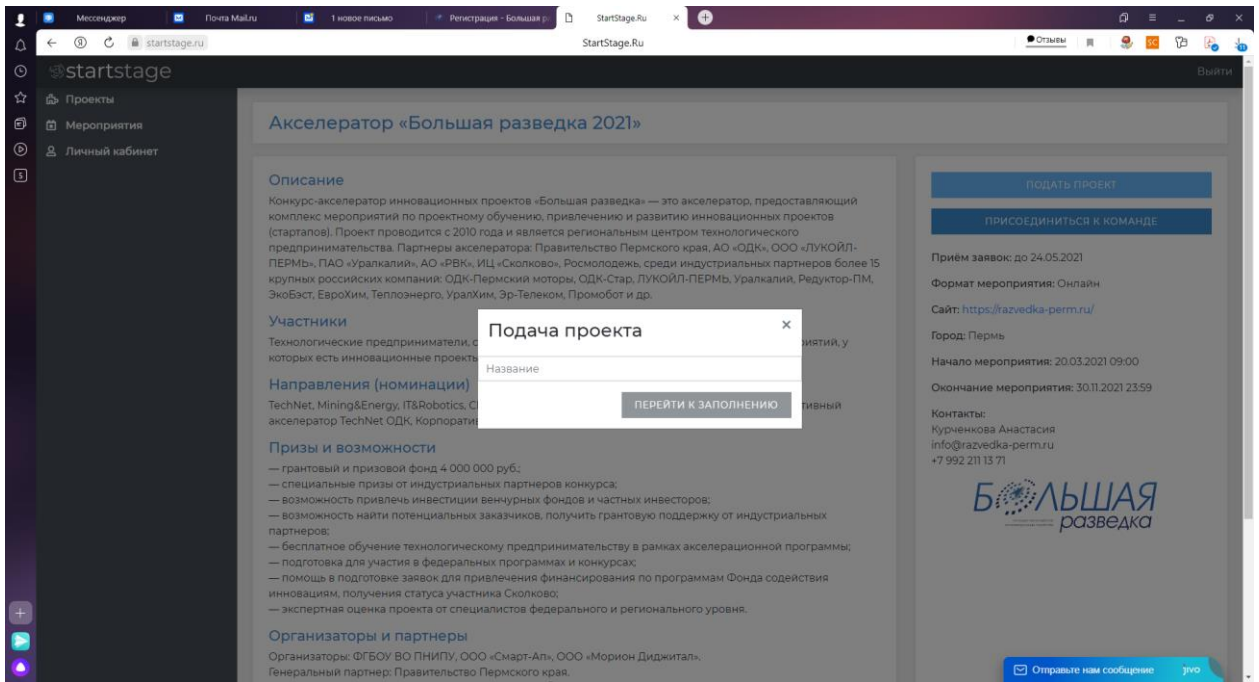 Мессенджер
Почта Mail.ru
1 новое письмо
Регистрация - Большая р
StartStage.Ru
startstage.ru
StartStage.Ru
Отзывы
startstage
Выйти
Проекты
Мероприятия
Личный кабинет
Акселератор «Большая разведка 2021»
Описание
Конкурс-акселератор инновационных проектов «Большая разведка» — это акселератор, предоставляющий
комплекс мероприятий по проектному обучению, привлечению и развитию инновационных проектов
(стартапов). Проект проводится с 2010 года и является региональным центром технологического
предпринимательства. Партнеры акселератора: Правительство Пермского края, АО «ОДК», ООО «ЛУКОЙЛ-
ПЕРМЬ», ПАО «Уралкалий», АО «РВК», ИЦ «Сколково», Росмолодежь, среди индустриальных партнеров более 15
крупных российских компаний: ОДК-Пермский моторы, ОДК-Стар, ЛУКОЙЛ-ПЕРМЬ, Уралкалий, Редуктор-ПМ,
ЭкоБэст, ЕвроХим, Теплоэнерго, УралХим, Эр-Телеком, Промобот и др.
Участники
Технологические предприниматели, с
иятий, у
которых есть инновационные проекты
Направления (номинации)
TechNet, Mining&Energy, IT&Robotics, C
тивный
акселератор TechNet ОДК, Корпоратив
Призы и возможности
— грантовый и призовой фонд 4 000 000 руб.;
— специальные призы от индустриальных партнеров конкурса;
— возможность привлечь инвестиции венчурных фондов и частных инвесторов;
— возможность найти потенциальных заказчиков, получить грантовую поддержку от индустриальных
партнеров;
— бесплатное обучение технологическому предпринимательству в рамках акселерационной программы;
— подготовка для участия в федеральных программах и конкурсах;
— помощь в подготовке заявок для привлечения финансирования по программам Фонда содействия
инновациям, получения статуса участника Сколково;
— экспертная оценка проекта от специалистов федерального и регионального уровня.
Организаторы и партнеры
Организаторы: ФГБОУ ВО ПНИПУ, ООО «Смарт-Ап», ООО «Морион Диджитал».
Генеральный партнер: Правительство Пермского края.
Подача проекта
×
Название
ПЕРЕЙТИ К ЗАПОЛНЕНИЮ
ПОДАТЬ ПРОЕКТ
ПРИСОЕДИНИТЬСЯ К КОМАНДЕ
Приём заявок: до 24.05.2021
Формат мероприятия: Онлайн
Сайт: https://razvedka-perm.ru/
Город: Пермь
Начало мероприятия: 20.03.2021 09:00
Окончание мероприятия: 30.11.2021 23:59
Контакты:
Курченкова Анастасия
info@razvedka-perm.ru
+7 992 211 13 71
БОЛЬШАЯ
разведка
Отправьте нам сообщение
jivo